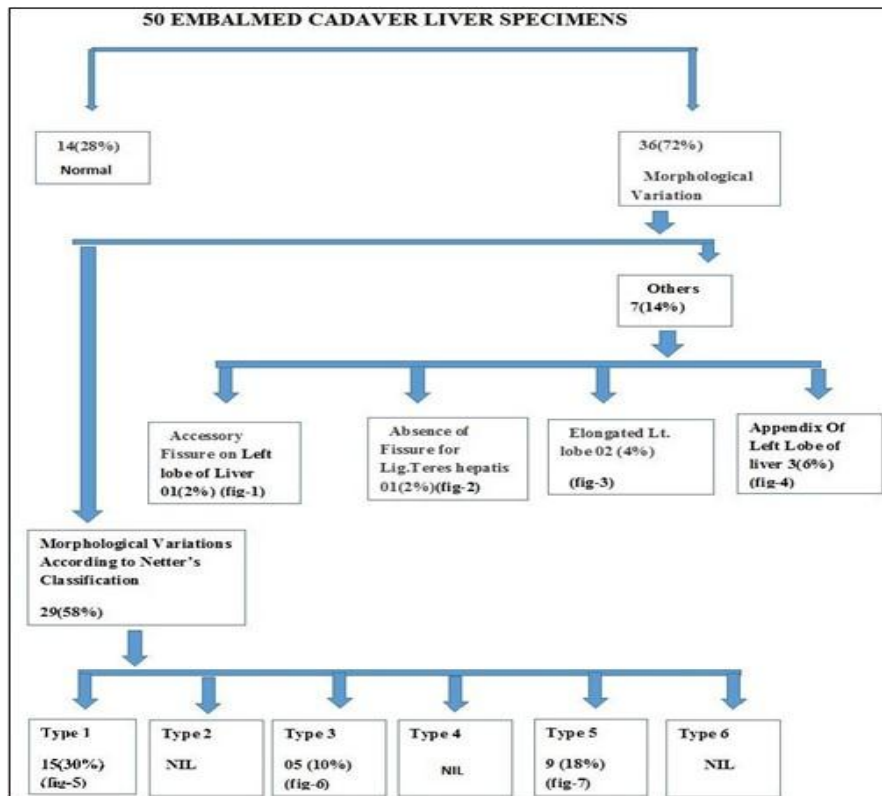 50 EMBALMED CADAVER LIVER SPECIMENS
14(28%)
Normal
36(72%)
Morphological
Variation
Others
7(14%)
Accessory
Fissure on Left
lobe of Liver
01(2%) (fig-1)
Absence of
Fissure for
Lig.Teres hepatis
01(2%)(fig-2)
Elongated Lt.
lobe 02 (4%)
(fig-3)
Appendix Of
Left Lobe of
liver 3(6%)
(fig-4)
Morphological Variations
According to Netter's
Classification
29(58%)
Type 1
15(30%)
(fig-5)
Type 2
NIL
Type 3
05 (10%)
(fig-6)
Type 4
NIL
Type 5
9 (18%)
(fig-7)
Type 6
NIL